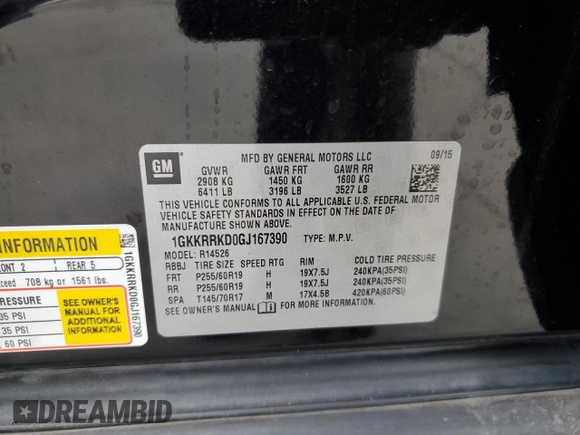 GM
MFD BY GENERAL MOTORS LLC
09/15
GVWR GAWR FRT GAWR RR
2908 KG 1450 KG 1600 KG
6411 LB 3196 LB 3527 LB
THIS VEHICLE CONFORMS TO ALL APPLICABLE U.S. FEDERAL MOTOR
VEHICLE SAFETY STANDARDS IN EFFECT ON THE DATE OF
MANUFACTURE SHOWN ABOVE.
1GKKRRKD0GJ167390 TYPE: M.P.V.
MODEL: R14526
RBBJ TIRE SIZE SPEED RTG RIM COLD TIRE PRESSURE
FRT P255/60R19 H 19X7.5J 240KPA(35PSI)
RR P255/60R19 H 19X7.5J 240KPA(35PSI)
SPA T145/70R17 M 17X4.5B 420KPA(60PSI)
SEE OWNER'S MANUAL FOR MORE INFORMATION.
INFORMATION
FRONT 2 REAR 5
708 kg or 1561 lbs.
PRESSURE
35 PSI
35 PSI
60 PSI
SEE OWNER'S
MANUAL FOR
ADDITIONAL
INFORMATION
1GKKRRKD0GJ167390
DREAMBID